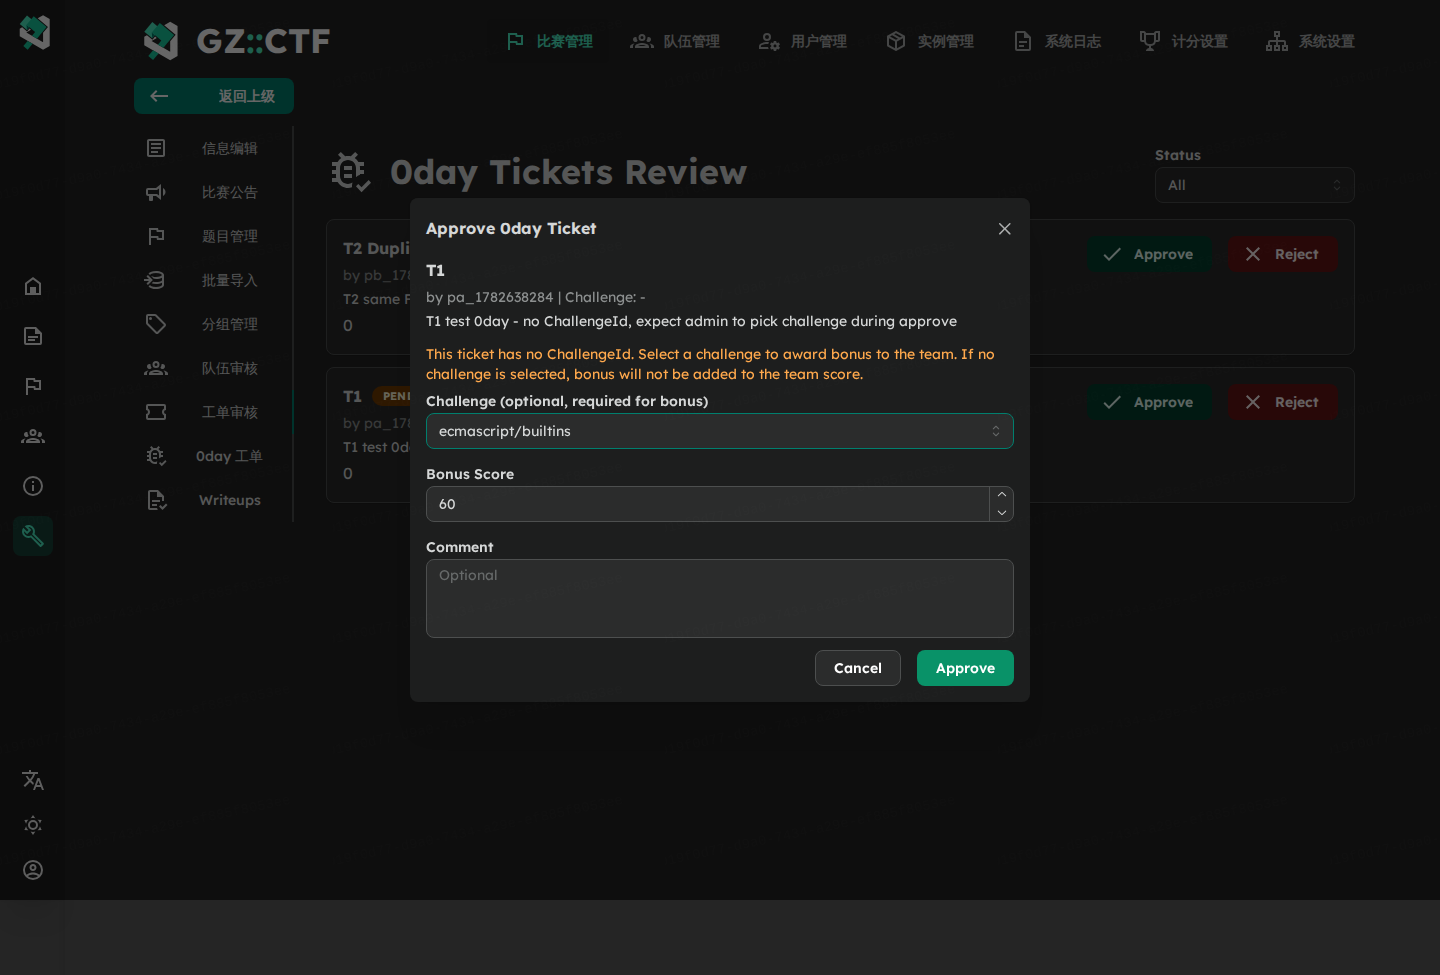 GZ::CTF
比赛管理
队伍管理
用户管理
实例管理
系统日志
计分设置
系统设置
返回上级
信息编辑
比赛公告
题目管理
批量导入
分组管理
队伍审核
工单审核
0day 工单
Writeups
0day Tickets Review
Status
All
T2 Dupli
by pb_178
T2 same F
0
Approve
Reject
T1
PEN
by pa_178
T1 test 0d
0
Approve
Reject
Approve 0day Ticket
T1
by pa_1782638284 | Challenge: -
T1 test 0day - no ChallengeId, expect admin to pick challenge during approve
This ticket has no ChallengeId. Select a challenge to award bonus to the team. If no
challenge is selected, bonus will not be added to the team score.
Challenge (optional, required for bonus)
ecmascript/builtins
Bonus Score
60
Comment
Optional
Cancel
Approve